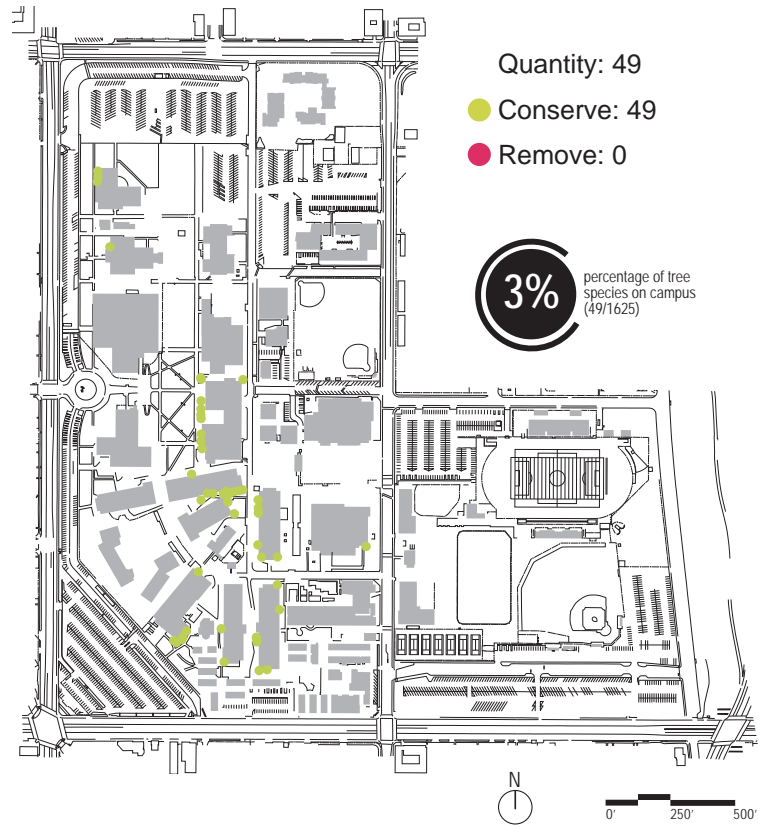 Quantity: 49
Conserve: 49
Remove: 0
3%
percentage of tree
species on campus
(49/1625)
N
0' 250' 500'